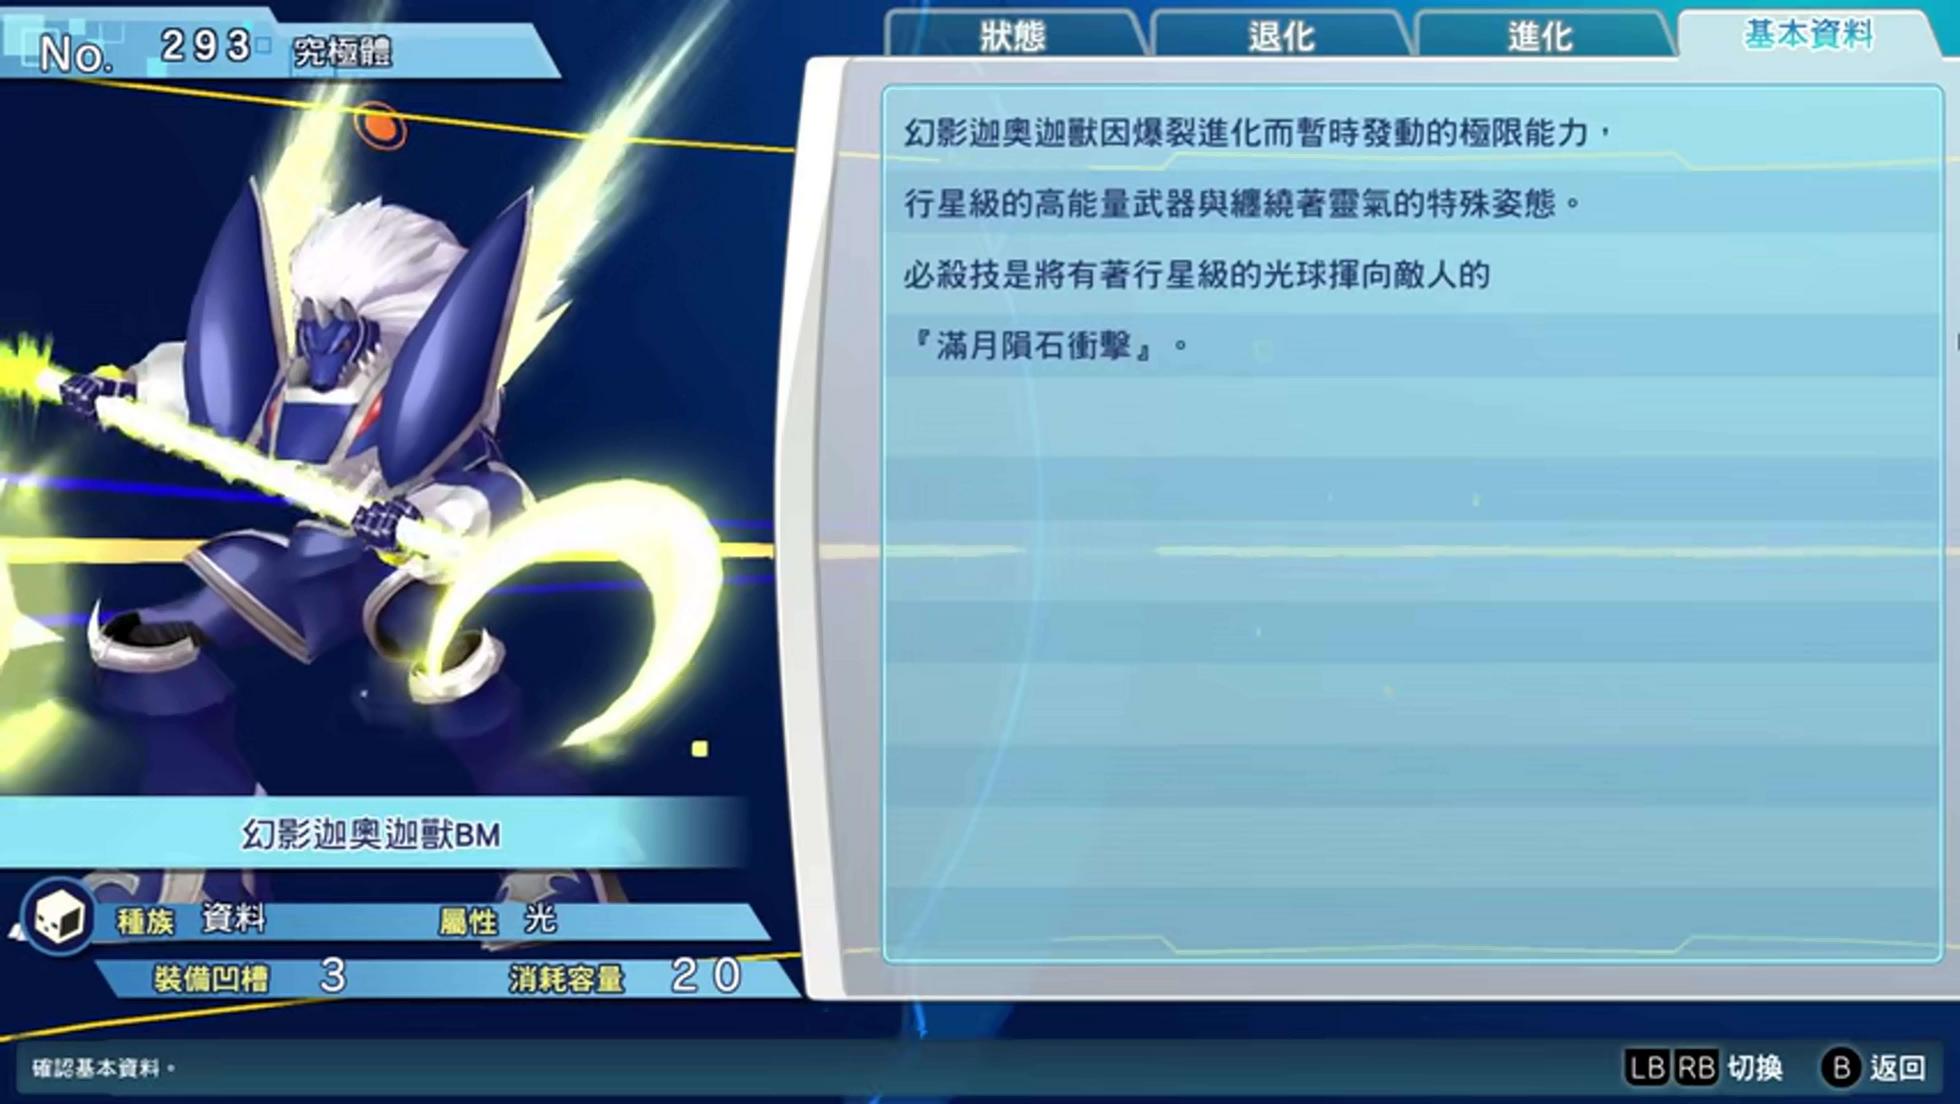 No. 293 究極體
狀態 退化 進化 基本資料
幻影迦奧迦獸因爆裂進化而暫時發動的極限能力，
行星級的高能量武器與纏繞著靈氣的特殊姿態。
必殺技是將有著行星級的光球揮向敵人的
『滿月隕石衝擊』。
幻影迦奧迦獸BM
種族 資料 屬性 光
裝備凹槽 3 消耗容量 20
確認基本資料。
LB RB 切換 B 返回